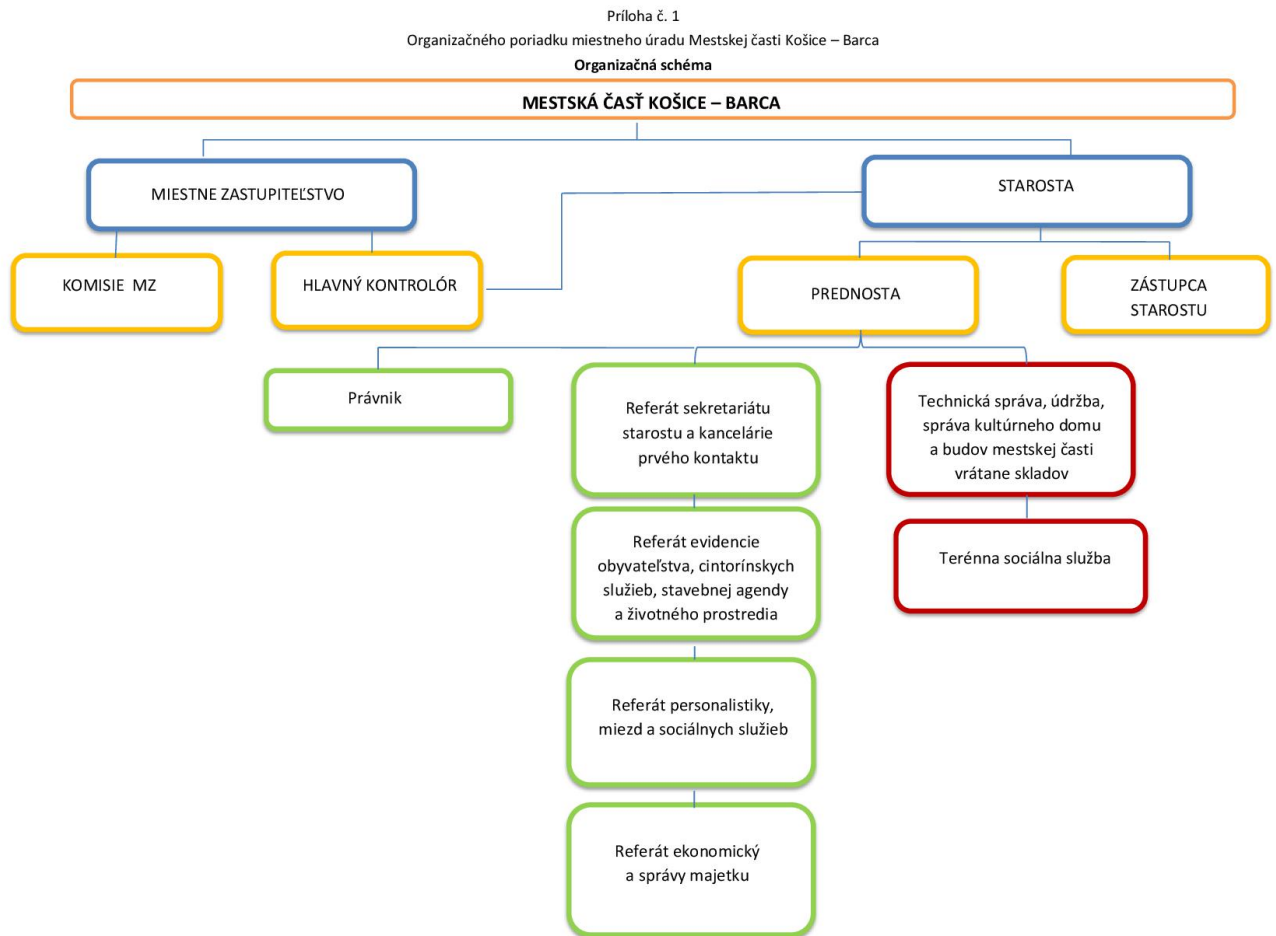 Príloha č. 1
Organizačného poriadku miestneho úradu Mestskej časti Košice – Barca
Organizačná schéma
MESTSKÁ ČASŤ KOŠICE – BARCA
MIESTNE ZASTUPITEĽSTVO
STAROSTA
KOMISIE MZ
HLAVNÝ KONTROLÓR
PREDNOSTA
ZÁSTUPCA
STAROSTU
Právnik
Referát sekretariátu
starostu a kancelárie
prvého kontaktu
Technická správa, údržba,
správa kultúrneho domu
a budov mestskej časti
vrátane skladov
Referát evidencie
obyvateľstva, cintorínskych
služieb, stavebnej agendy
a životného prostredia
Terénna sociálna služba
Referát personalistiky,
miezd a sociálnych služieb
Referát ekonomický
a správy majetku